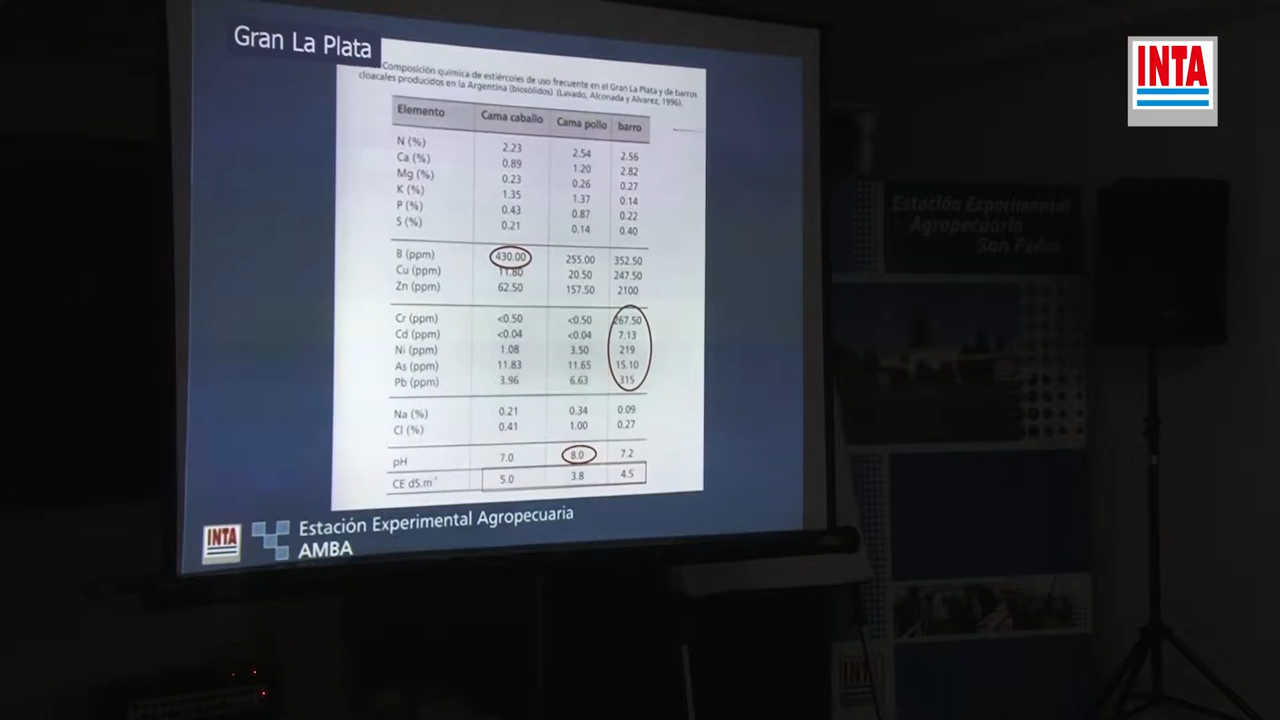 Gran La Plata
INTA
Composición química de estiércoles de uso frecuente en el Gran La Plata y de barros
cloacales producidos en la Argentina (biosólidos) (Lavado, Alconada y Alvarez, 1996).
Elemento Cama caballo Cama pollo barro
N (%) 2.23 2.54 2.56
Ca (%) 0.89 1.20 2.82
Mg (%) 0.23 0.26 0.27
K (%) 1.35 1.37 0.14
P (%) 0.43 0.87 0.22
S (%) 0.21 0.14 0.40
B (ppm) 430.00 255.00 352.50
Cu (ppm) 11.80 20.50 247.50
Zn (ppm) 62.50 157.50 2100
Cr (ppm) <0.50 <0.50 267.50
Cd (ppm) <0.04 <0.04 7.13
Ni (ppm) 1.08 3.50 219
As (ppm) 11.83 11.65 15.10
Pb (ppm) 3.96 6.63 315
Na (%) 0.21 0.34 0.09
Cl (%) 0.41 1.00 0.27
pH 7.0 8.0 7.2
CE dS.m⁻¹ 5.0 3.8 4.5
INTA
Estación Experimental Agropecuaria
AMBA
Estación Experimental
Agropecuaria
San Pedro
INTA